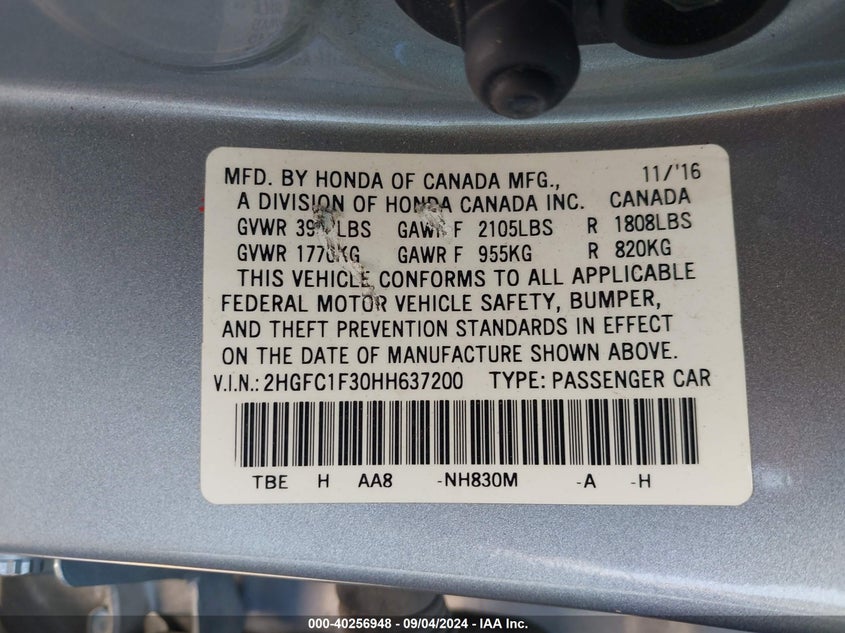 MFD. BY HONDA OF CANADA MFG., 11/'16
A DIVISION OF HONDA CANADA INC. CANADA
GVWR LBS GAWR F 2105LBS R 1808LBS
GVWR 1770KG GAWR F 955KG R 820KG
THIS VEHICLE CONFORMS TO ALL APPLICABLE
FEDERAL MOTOR VEHICLE SAFETY, BUMPER,
AND THEFT PREVENTION STANDARDS IN EFFECT
ON THE DATE OF MANUFACTURE SHOWN ABOVE.
V.I.N.: 2HGFC1F30HH637200 TYPE: PASSENGER CAR
TBE H AA8 -NH830M -A -H
000-40256948 - 09/04/2024 - IAA Inc.